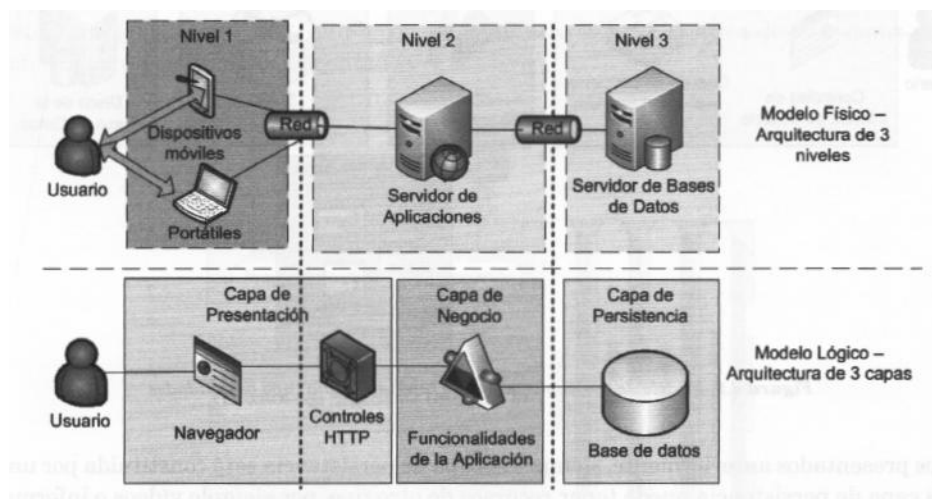 Nivel 1
Nivel 2
Nivel 3
Dispositivos
móviles
Red
Red
Modelo Físico –
Arquitectura de 3
niveles
Usuario
Servidor de
Aplicaciones
Servidor de Bases
de Datos
Portátiles
Capa de
Presentación
Capa de
Negocio
Capa de
Persistencia
Modelo Lógico –
Arquitectura de 3 capas
Usuario
Navegador
Controles
HTTP
Funcionalidades
de la Aplicación
Base de datos